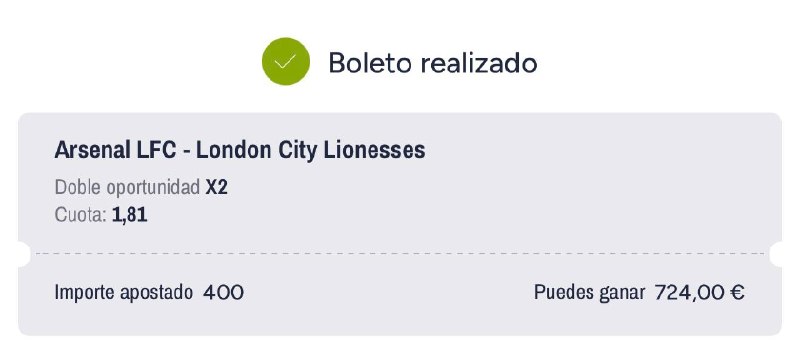 Boleto realizado
Arsenal LFC - London City Lionesses
Doble oportunidad X2
Cuota: 1,81
Importe apostado 400 Puedes ganar 724,00 €